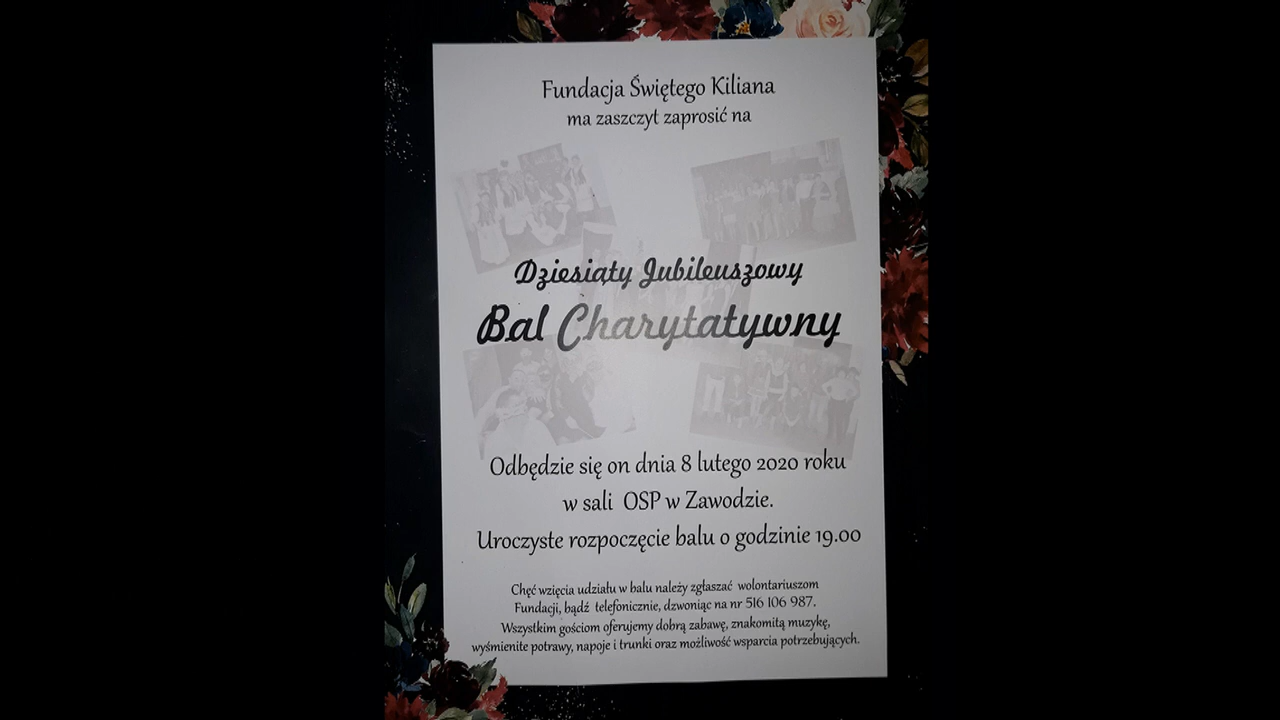 Fundacja Świętego Kiliana
ma zaszczyt zaprosić na
Dziesiąty Jubileuszowy
Bal Charytatywny
Odbędzie się on dnia 8 lutego 2020 roku
w sali OSP w Zawodzie.
Uroczyste rozpoczęcie balu o godzinie 19.00
Chęć wzięcia udziału w balu należy zgłaszać wolontariuszom
Fundacji, bądź telefonicznie, dzwoniąc na nr 516 106 987.
Wszystkim gościom oferujemy dobrą zabawę, znakomitą muzykę,
wyśmienite potrawy, napoje i trunki oraz możliwość wsparcia potrzebujących.